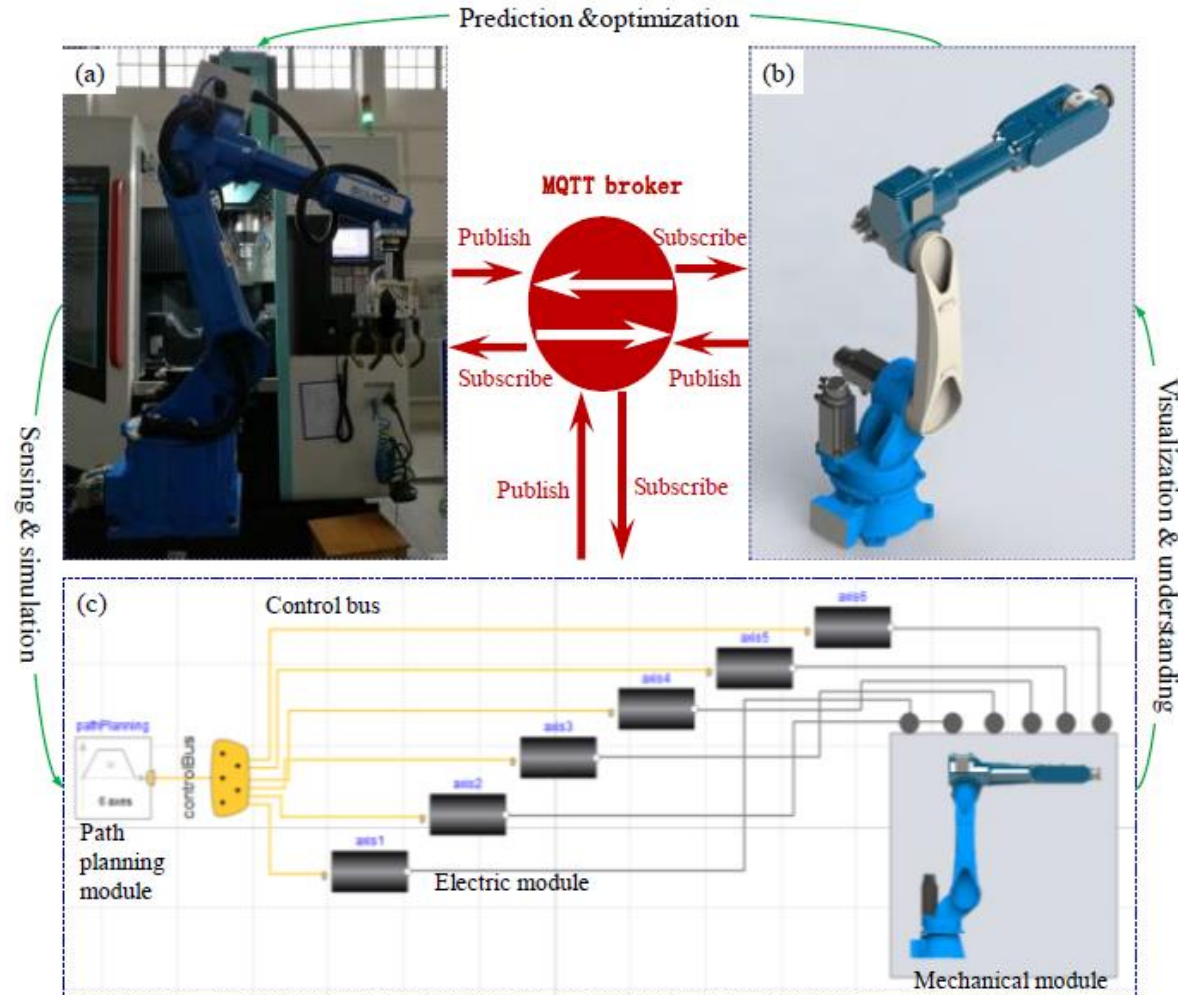 Prediction &optimization
(a)
(b)
MQTT broker
Publish
Subscribe
Subscribe
Publish
Publish
Subscribe
Sensing & simulation
Visualization & understanding
(c)
Control bus
axis6
axis5
axis4
axis3
axis2
axis1
pathPlanning
6 axes
controlBus
Path
planning
module
Electric module
Mechanical module